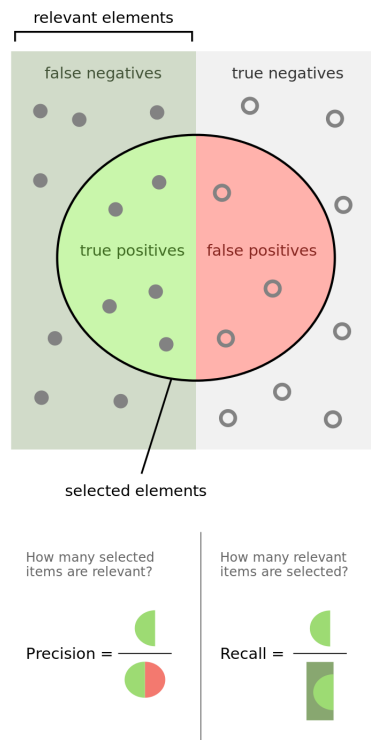 relevant elements
false negatives
true negatives
true positives
false positives
selected elements
How many selected
items are relevant?
How many relevant
items are selected?
Precision =
Recall =